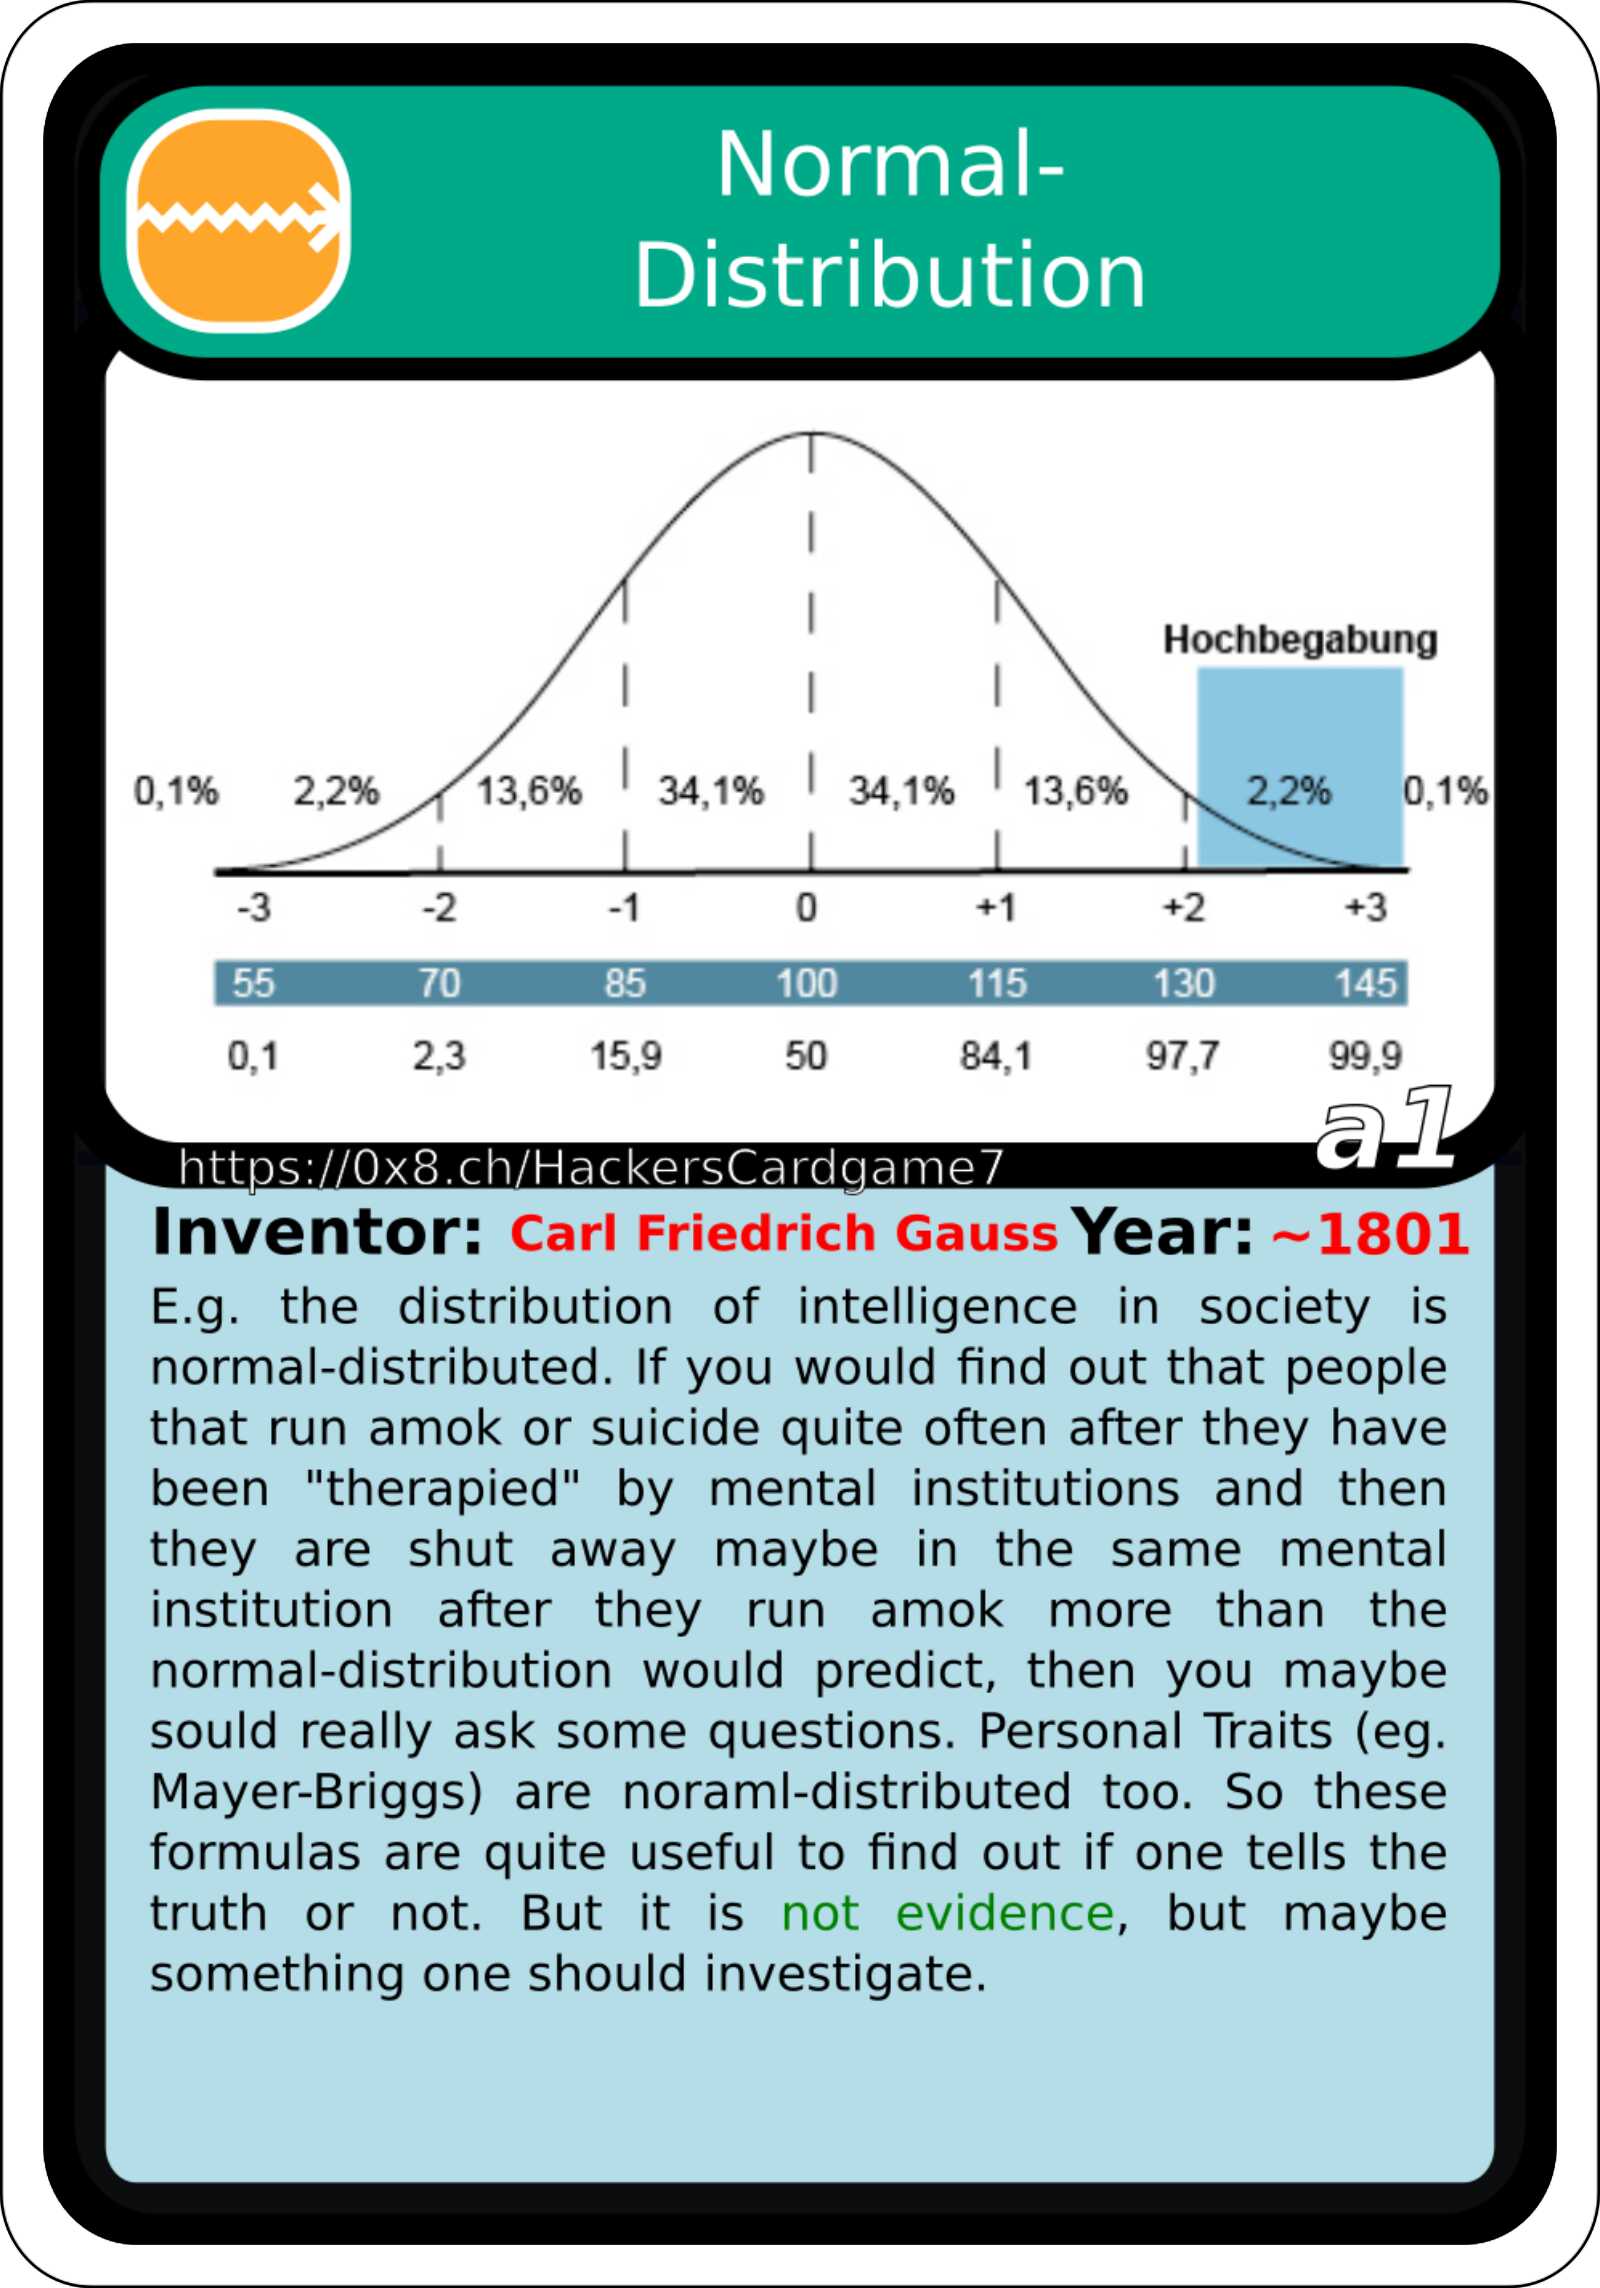 Normal-
Distribution
Hochbegabung
0,1% 2,2% 13,6% 34,1% 34,1% 13,6% 2,2% 0,1%
-3 -2 -1 0 +1 +2 +3
55 70 85 100 115 130 145
0,1 2,3 15,9 50 84,1 97,7 99,9
a1
https://0x8.ch/HackersCardgame7
Inventor: Carl Friedrich Gauss Year: ~1801
E.g. the distribution of intelligence in society is
normal-distributed. If you would find out that people
that run amok or suicide quite often after they have
been "therapied" by mental institutions and then
they are shut away maybe in the same mental
institution after they run amok more than the
normal-distribution would predict, then you maybe
sould really ask some questions. Personal Traits (eg.
Mayer-Briggs) are noraml-distributed too. So these
formulas are quite useful to find out if one tells the
truth or not. But it is not evidence, but maybe
something one should investigate.